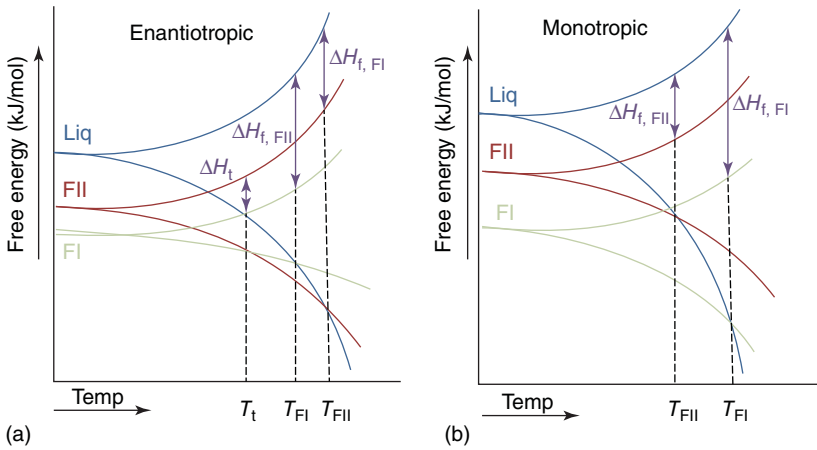 Enantiotropic
Free energy (kJ/mol)
Liq
FII
FI
ΔHf, FI
ΔHf, FII
ΔHt
Temp
Tt
TFI
TFII
(a)
Monotropic
Free energy (kJ/mol)
Liq
FII
FI
ΔHf, FII
ΔHf, FI
Temp
TFII
TFI
(b)